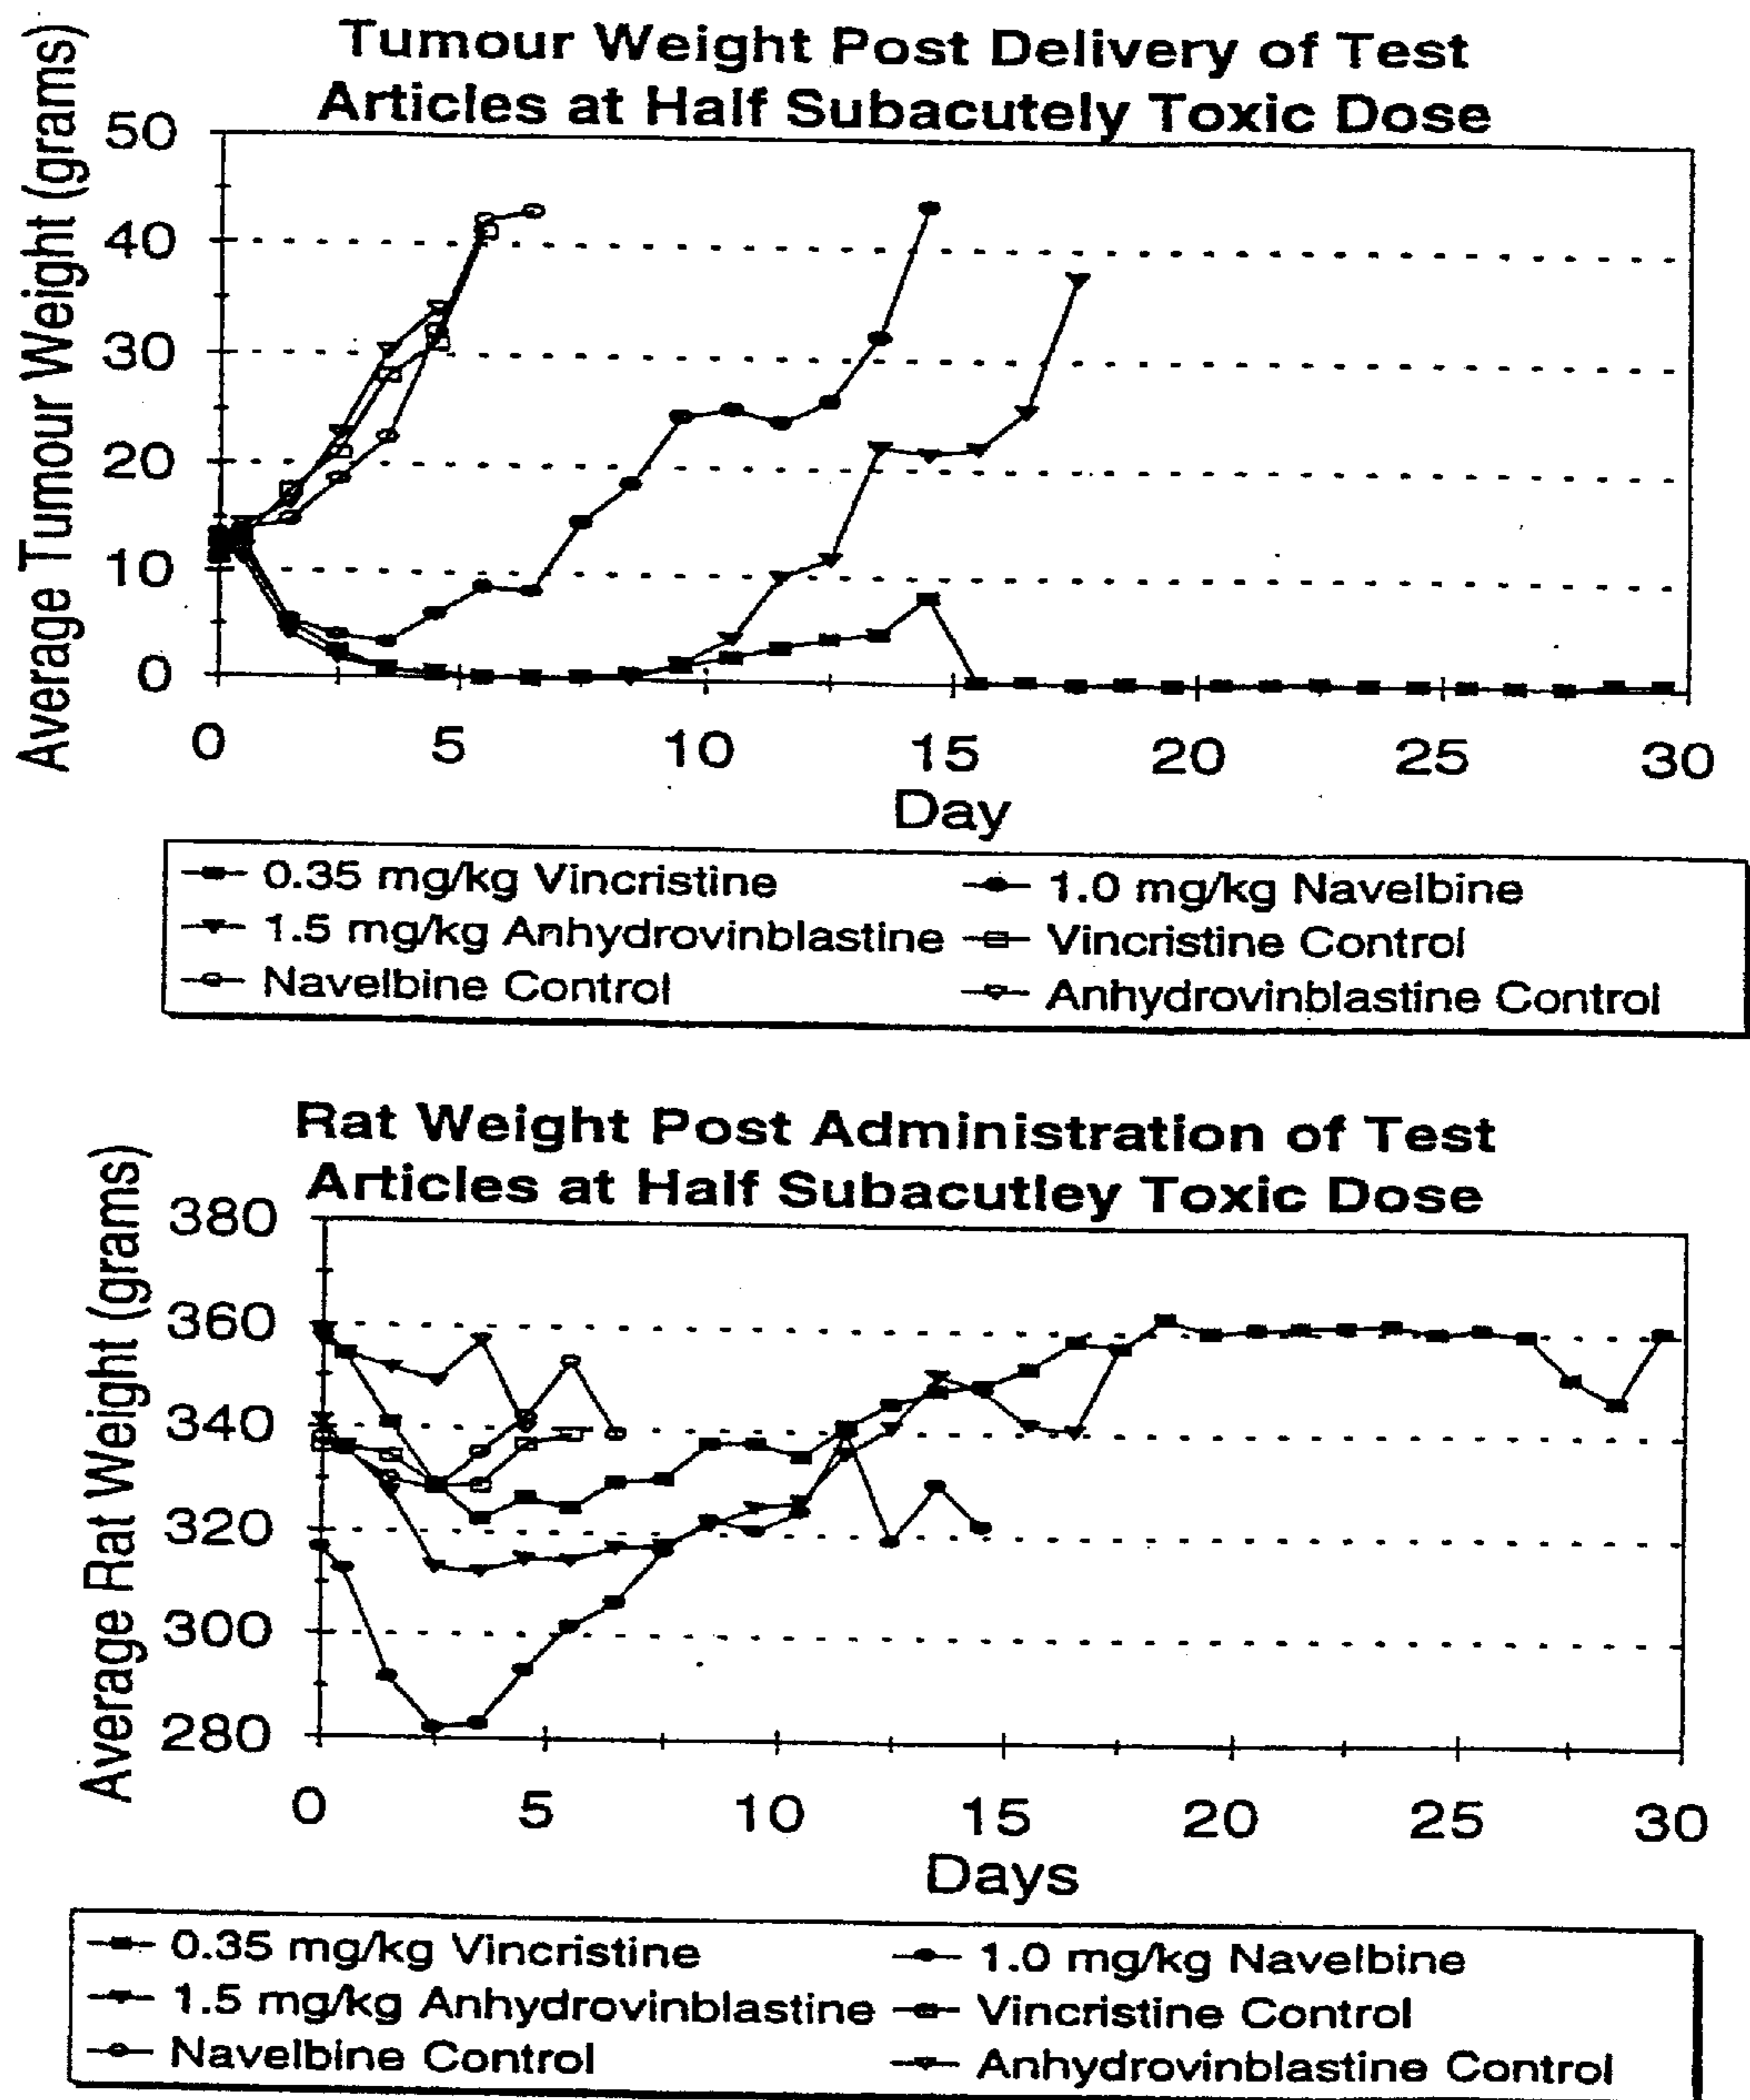 Tumour Weight Post Delivery of Test
Articles at Half Subacutely Toxic Dose
Average Tumour Weight (grams)
50
40
30
20
10
0
0 5 10 15 20 25 30
Day
0.35 mg/kg Vincristine 1.0 mg/kg Navelbine
1.5 mg/kg Anhydrovinblastine Vincristine Control
Navelbine Control Anhydrovinblastine Control
Rat Weight Post Administration of Test
Articles at Half Subacutley Toxic Dose
Average Rat Weight (grams)
380
360
340
320
300
280
0 5 10 15 20 25 30
Days
0.35 mg/kg Vincristine 1.0 mg/kg Navelbine
1.5 mg/kg Anhydrovinblastine Vincristine Control
Navelbine Control Anhydrovinblastine Control